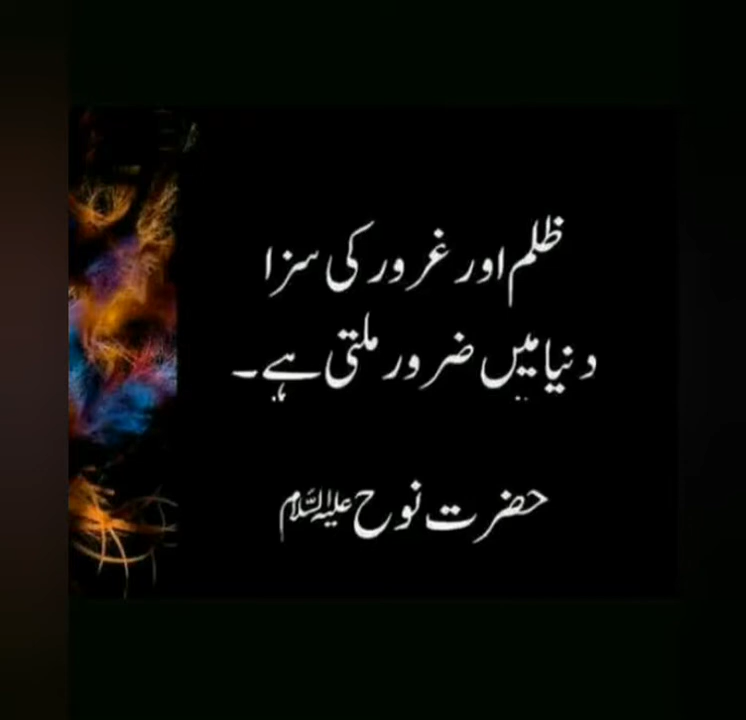 ظلم اور غرور کی سزا
دنیا میں ضرور ملتی ہے۔
حضرت نوح علیہ السلام